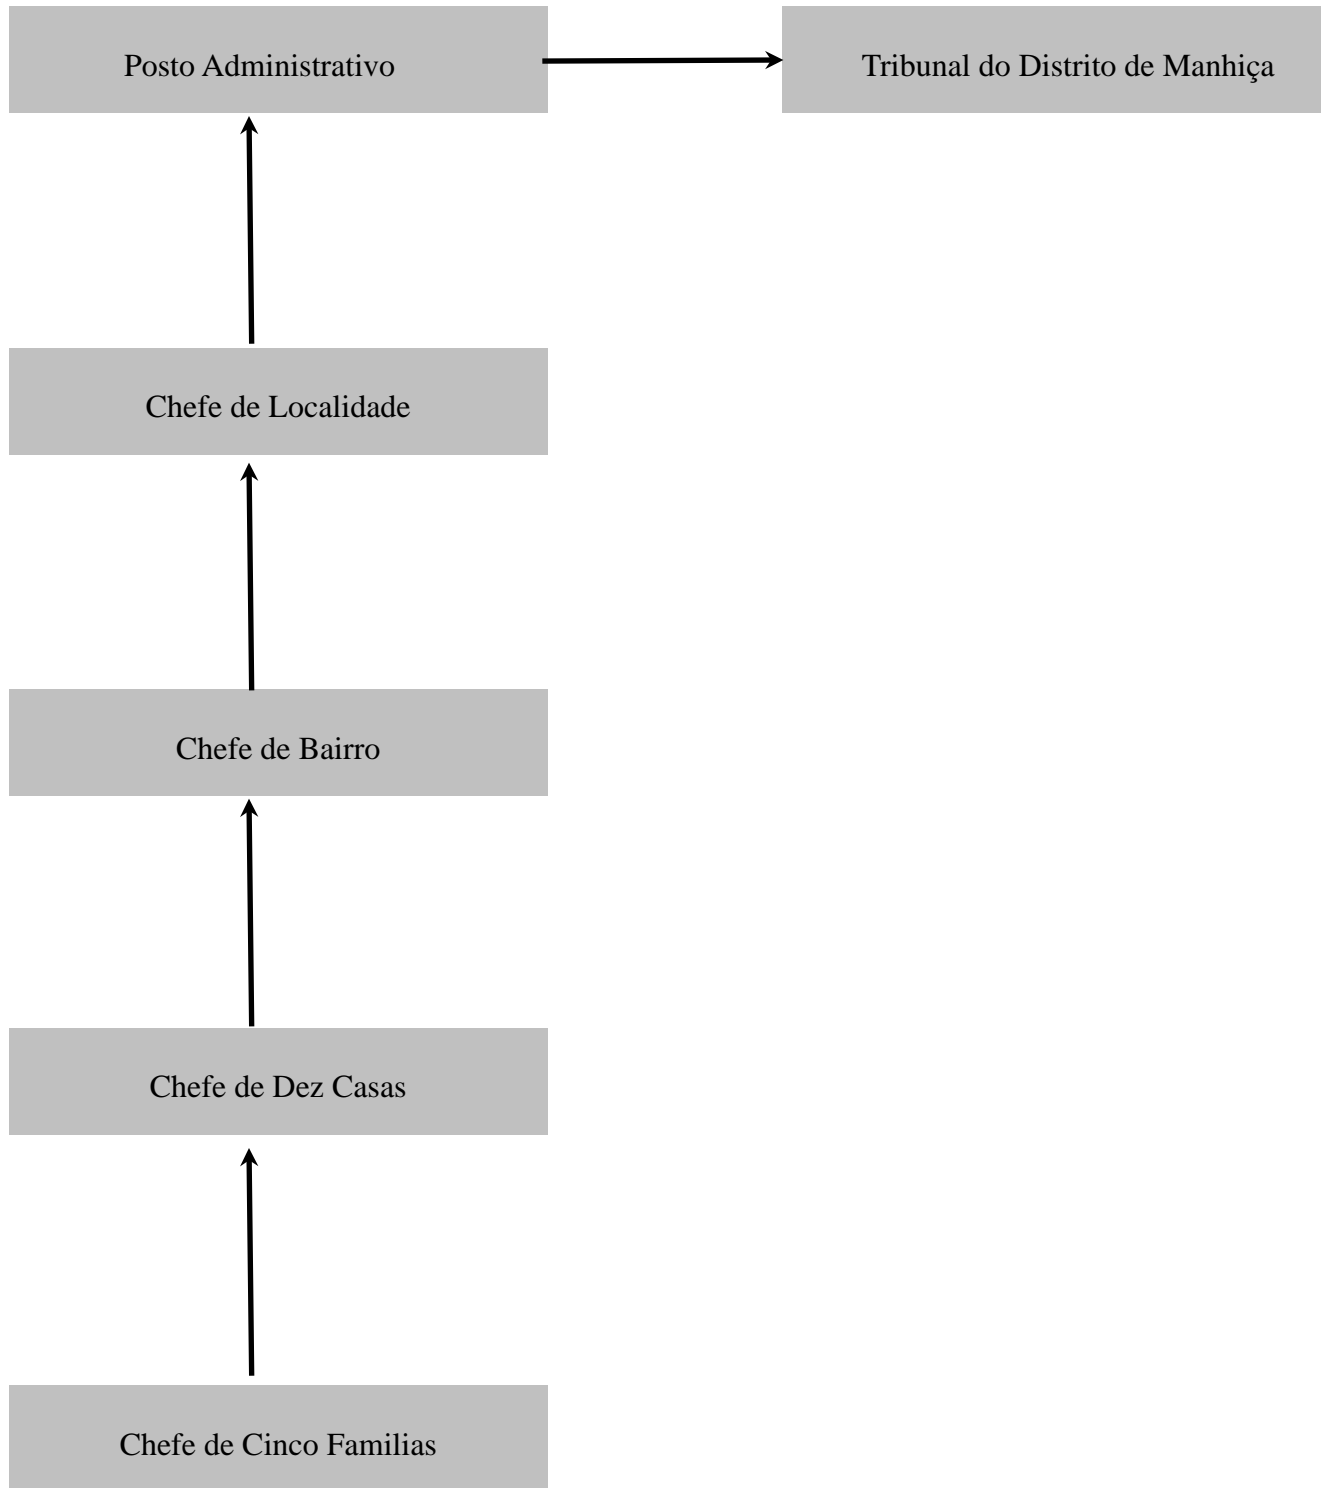 Posto Administrativo
Tribunal do Distrito de Manhiça
Chefe de Localidade
Chefe de Bairro
Chefe de Dez Casas
Chefe de Cinco Familias